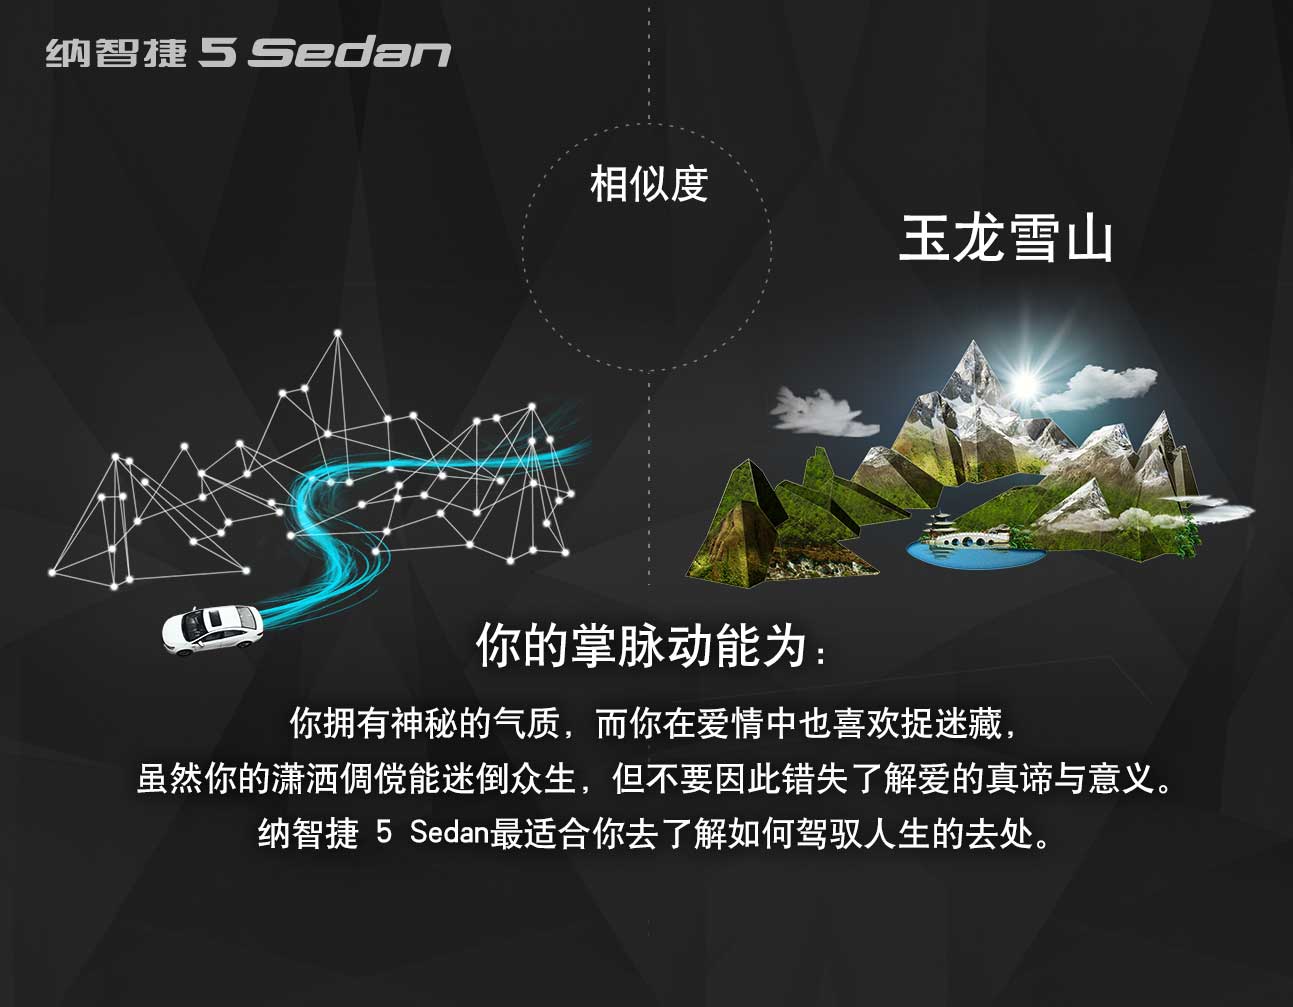 纳智捷 5 Sedan
相似度
玉龙雪山
你的掌脉动能为：
你拥有神秘的气质，而你在爱情中也喜欢捉迷藏，
虽然你的潇洒倜傥能迷倒众生，但不要因此错失了解爱的真谛与意义。
纳智捷 5 Sedan最适合你去了解如何驾驭人生的去处。